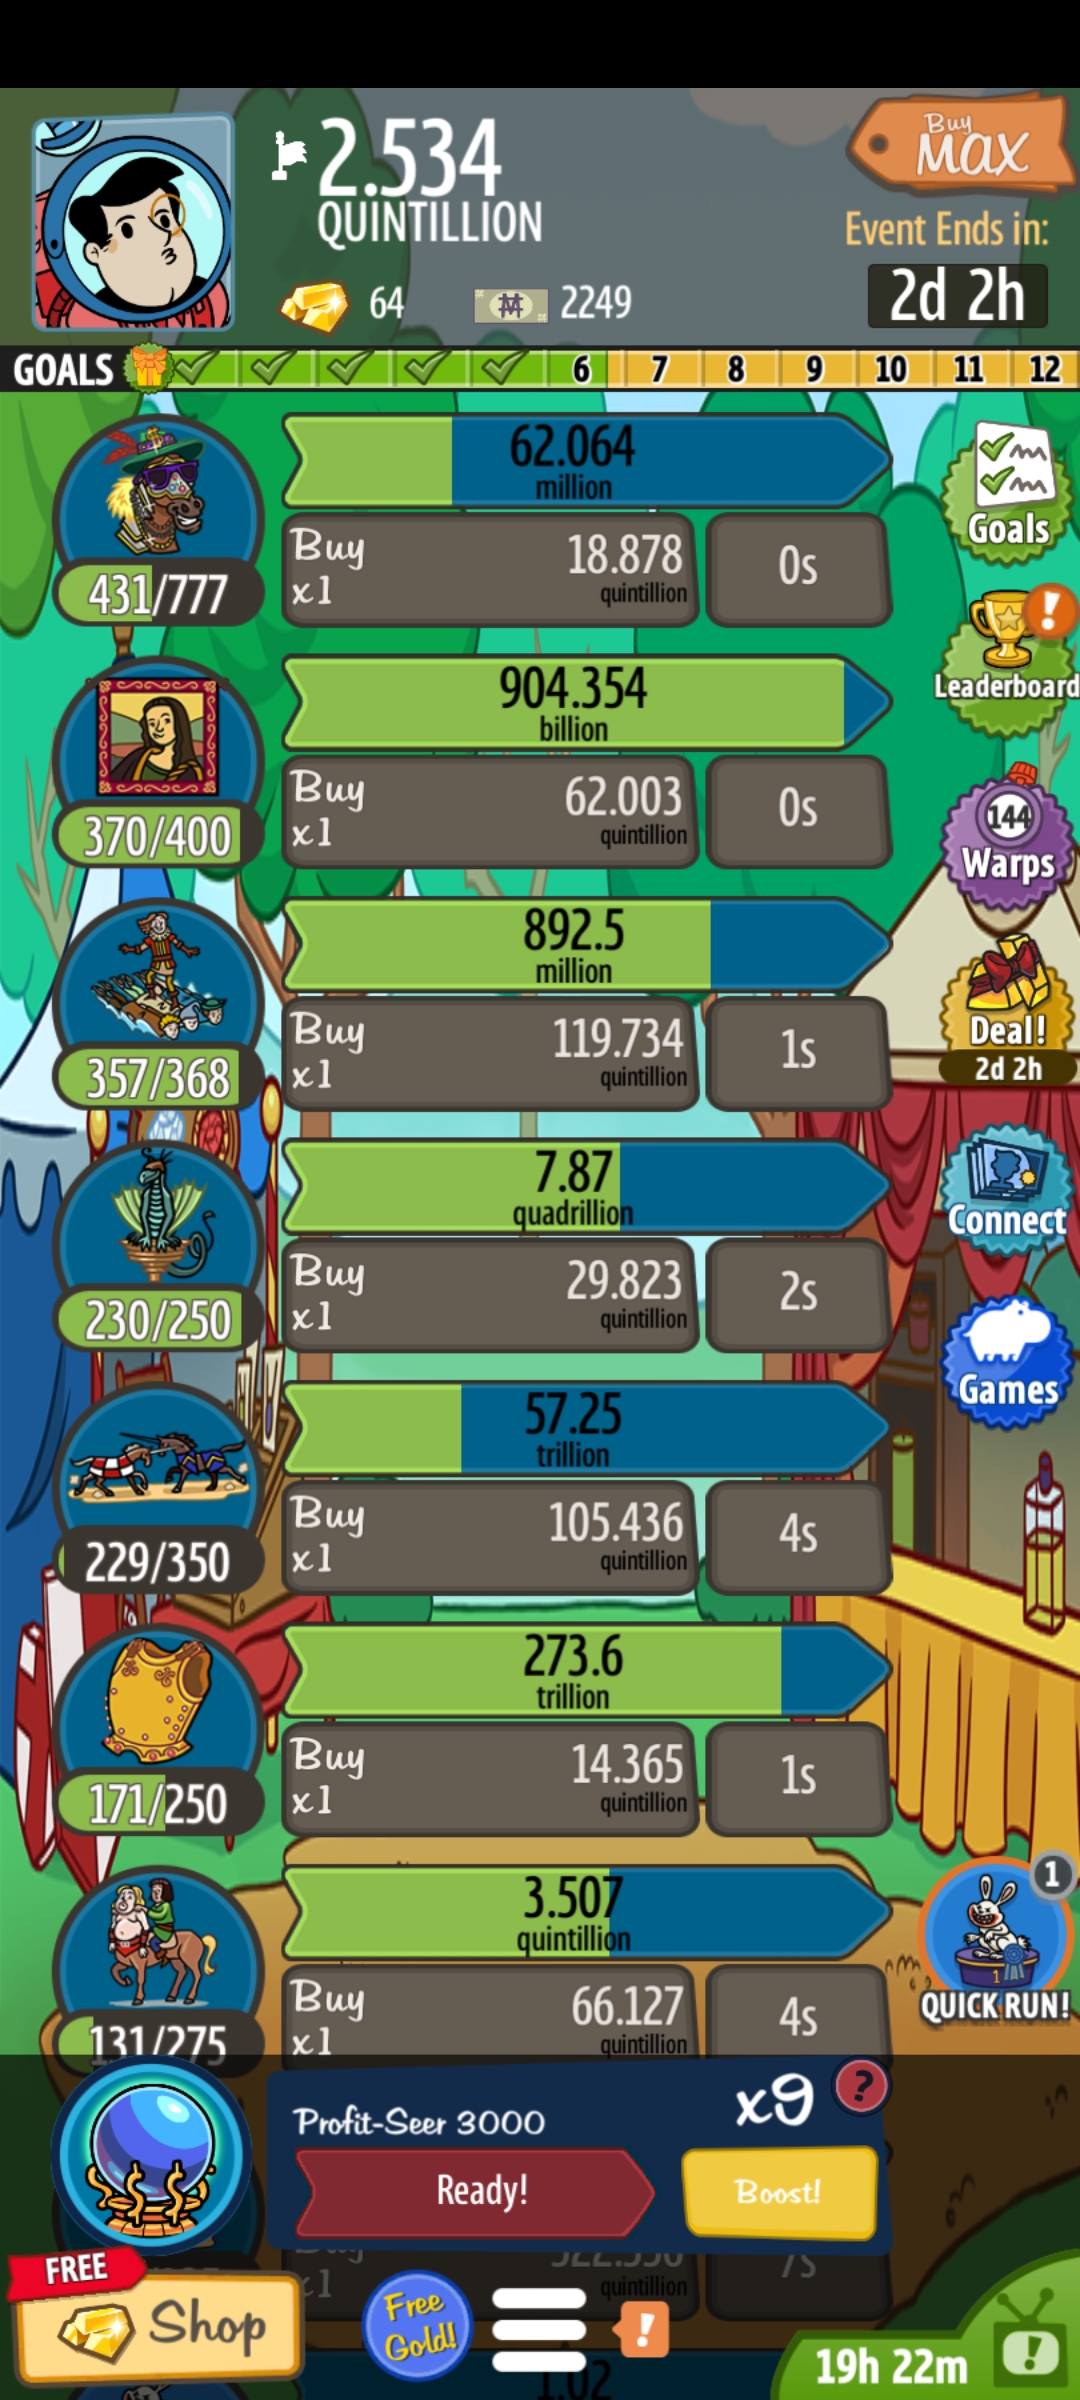 2.534
QUINTILLION
Buy
MAX
Event Ends in:
2d 2h
64
2249
GOALS
6 7 8 9 10 11 12
62.064
million
Buy
x1
18.878
quintillion
0s
431/777
Goals
904.354
billion
Buy
x1
62.003
quintillion
0s
370/400
!
Leaderboard
144
Warps
892.5
million
Buy
x1
119.734
quintillion
1s
357/368
Deal!
2d 2h
7.87
quadrillion
Buy
x1
29.823
quintillion
2s
230/250
Connect
Games
57.25
trillion
Buy
x1
105.436
quintillion
4s
229/350
273.6
trillion
Buy
x1
14.365
quintillion
1s
171/250
3.507
quintillion
Buy
x1
66.127
quintillion
4s
131/275
1
1
QUICK RUN!
Profit-Seer 3000
x9
?
Ready!
Boost!
Buy
x1
quintillion
7s
FREE
Shop
Free
Gold!
!
19h 22m
!
1.02